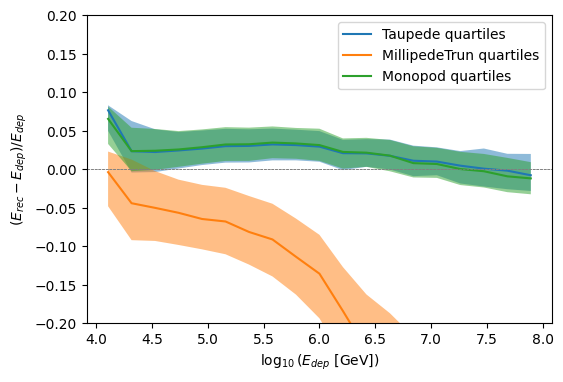 0.20
0.15
0.10
0.05
0.00
−0.05
−0.10
−0.15
−0.20
(E_rec − E_dep)/E_dep
Taupede quartiles
MillipedeTrun quartiles
Monopod quartiles
4.0 4.5 5.0 5.5 6.0 6.5 7.0 7.5 8.0
log₁₀(E_dep [GeV])